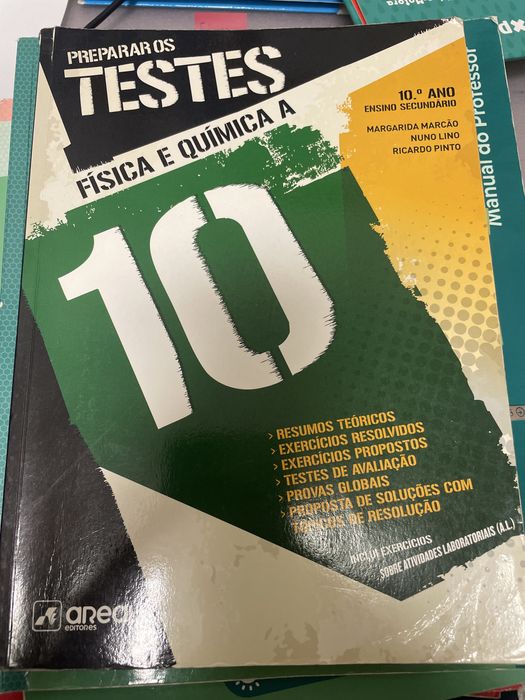 PREPARAR OS
TESTES
FÍSICA E QUÍMICA A
10.º ANO
ENSINO SECUNDÁRIO
MARGARIDA MARCÃO
NUNO LINO
RICARDO PINTO
10
> RESUMOS TEÓRICOS
> EXERCÍCIOS RESOLVIDOS
> EXERCÍCIOS PROPOSTOS
> TESTES DE AVALIAÇÃO
> PROVAS GLOBAIS
> PROPOSTA DE SOLUÇÕES COM
TÓPICOS DE RESOLUÇÃO
INCLUI EXERCÍCIOS
SOBRE ATIVIDADES LABORATORIAIS (A.L.)
areal
EDITORES
Manual do Professor